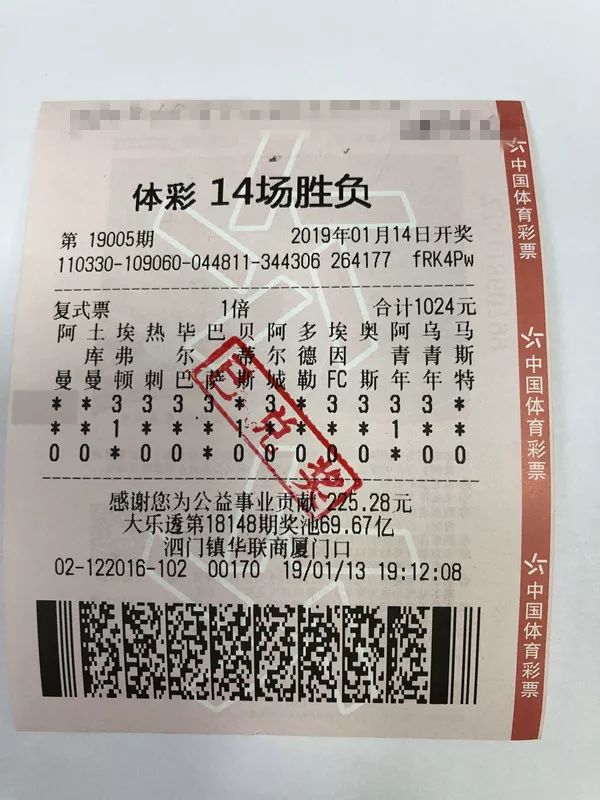 体彩 14场胜负
第 19005期 2019年01月14日开奖
110330-109060-044811-344306 264177 fRK4Pw
复式票 1倍 合计1024元
阿 土 埃 热 毕 巴 贝 阿 多 埃 奥 阿 乌 马
库 弗 尔 蒂 尔 德 因 青 青 斯
曼 曼 顿 刺 巴 萨 斯 城 勒 FC 斯 年 年 特
* * 3 3 3 3 * 3 * 3 3 3 3 *
* * 1 * * * 1 * * * * 1 * *
0 0 * 0 0 0 0 0 0 0 0 * 0 0
已兑奖
感谢您为公益事业贡献 225.28元
大乐透第18148期奖池69.67亿
泗门镇华联商厦门口
02-122016-102 00170 19/01/13 19:12:08
中国体育彩票
中国体育彩票
中国体育彩票